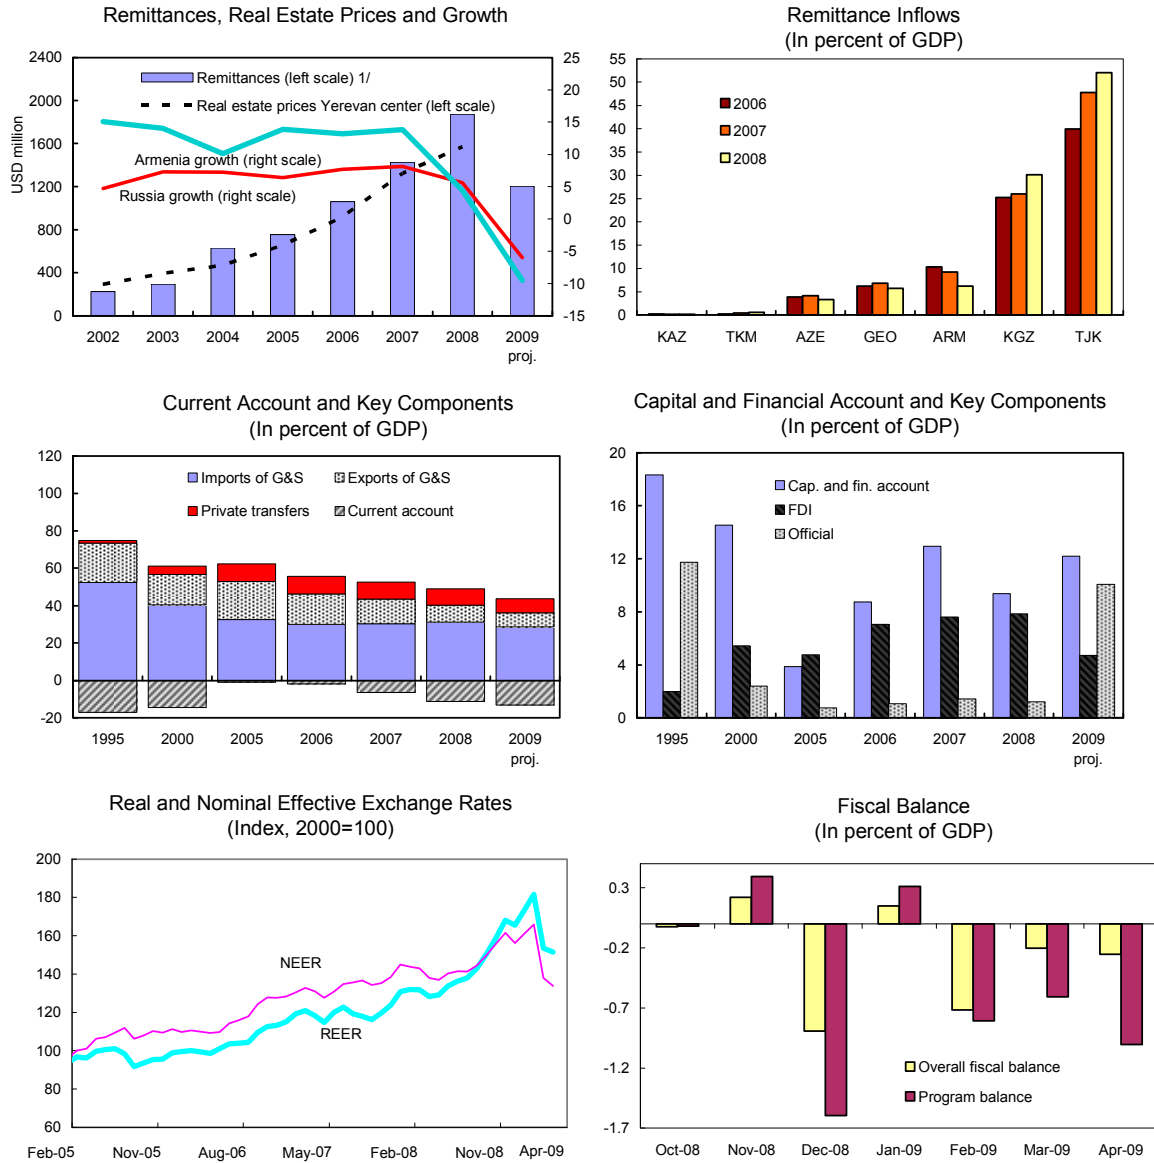 Remittances, Real Estate Prices and Growth
2400
2000
1600
1200
800
400
0
USD million
25
20
15
10
5
0
-5
-10
-15
Remittances (left scale) 1/
Real estate prices Yerevan center (left scale)
Armenia growth (right scale)
Russia growth (right scale)
2002 2003 2004 2005 2006 2007 2008 2009
proj.
Remittance Inflows
(In percent of GDP)
55
50
45
40
35
30
25
20
15
10
5
0
2006
2007
2008
KAZ TKM AZE GEO ARM KGZ TJK
Current Account and Key Components
(In percent of GDP)
120
100
80
60
40
20
0
-20
Imports of G&S Exports of G&S
Private transfers Current account
1995 2000 2005 2006 2007 2008 2009
proj.
Capital and Financial Account and Key Components
(In percent of GDP)
20
16
12
8
4
0
Cap. and fin. account
FDI
Official
1995 2000 2005 2006 2007 2008 2009
proj.
Real and Nominal Effective Exchange Rates
(Index, 2000=100)
200
180
160
140
120
100
80
60
NEER
REER
Feb-05 Nov-05 Aug-06 May-07 Feb-08 Nov-08 Apr-09
Fiscal Balance
(In percent of GDP)
0.3
-0.2
-0.7
-1.2
-1.7
Overall fiscal balance
Program balance
Oct-08 Nov-08 Dec-08 Jan-09 Feb-09 Mar-09 Apr-09